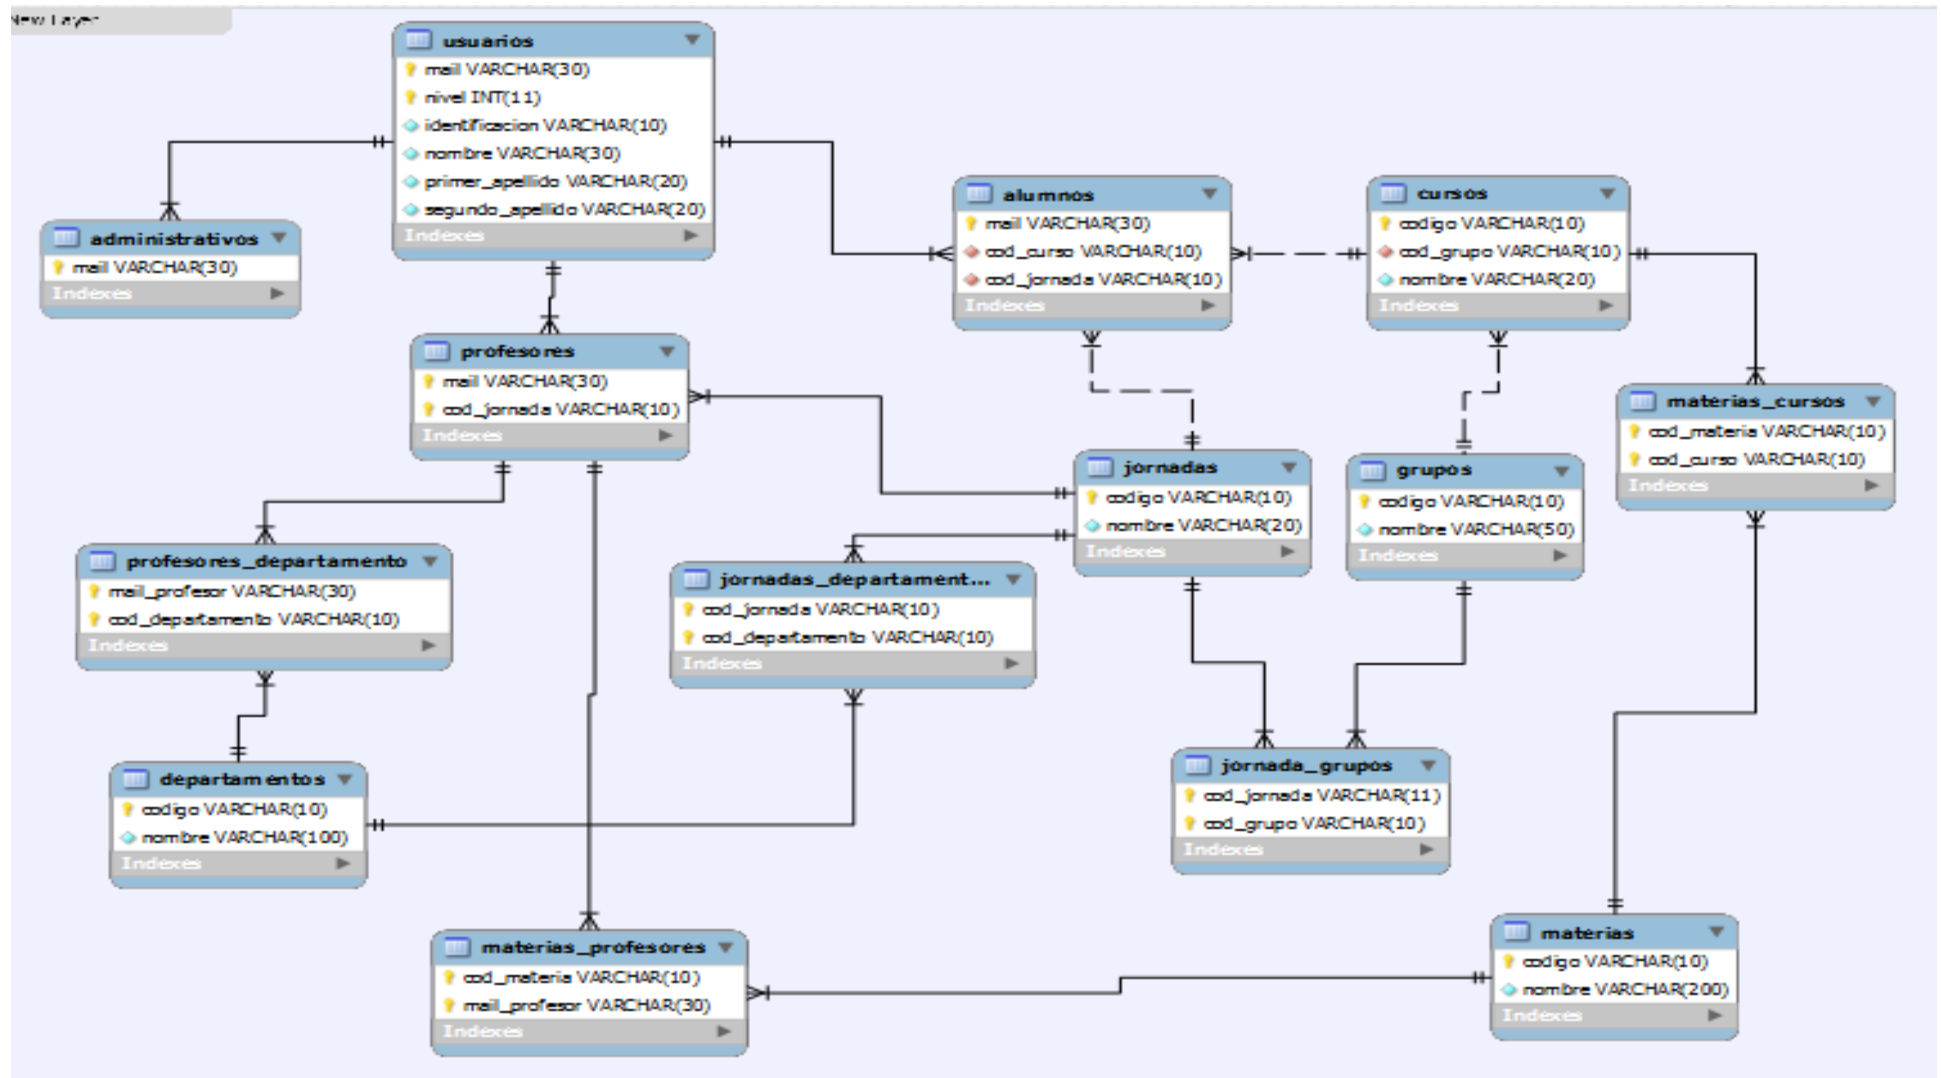 New Layer
usuarios
mail VARCHAR(30)
nivel INT(11)
identificacion VARCHAR(10)
nombre VARCHAR(30)
primer_apellido VARCHAR(20)
segundo_apellido VARCHAR(20)
Indexes
administrativos
mail VARCHAR(30)
Indexes
alumnos
mail VARCHAR(30)
cod_curso VARCHAR(10)
cod_jornada VARCHAR(10)
Indexes
cursos
codigo VARCHAR(10)
cod_grupo VARCHAR(10)
nombre VARCHAR(20)
Indexes
profesores
mail VARCHAR(30)
cod_jornada VARCHAR(10)
Indexes
materias_cursos
cod_materia VARCHAR(10)
cod_curso VARCHAR(10)
Indexes
jornadas
codigo VARCHAR(10)
nombre VARCHAR(20)
Indexes
grupos
codigo VARCHAR(10)
nombre VARCHAR(50)
Indexes
profesores_departamento
mail_profesor VARCHAR(30)
cod_departamento VARCHAR(10)
Indexes
jornadas_departament...
cod_jornada VARCHAR(10)
cod_departamento VARCHAR(10)
Indexes
departamentos
codigo VARCHAR(10)
nombre VARCHAR(100)
Indexes
jornada_grupos
cod_jornada VARCHAR(11)
cod_grupo VARCHAR(10)
Indexes
materias_profesores
cod_materia VARCHAR(10)
mail_profesor VARCHAR(30)
Indexes
materias
codigo VARCHAR(10)
nombre VARCHAR(200)
Indexes